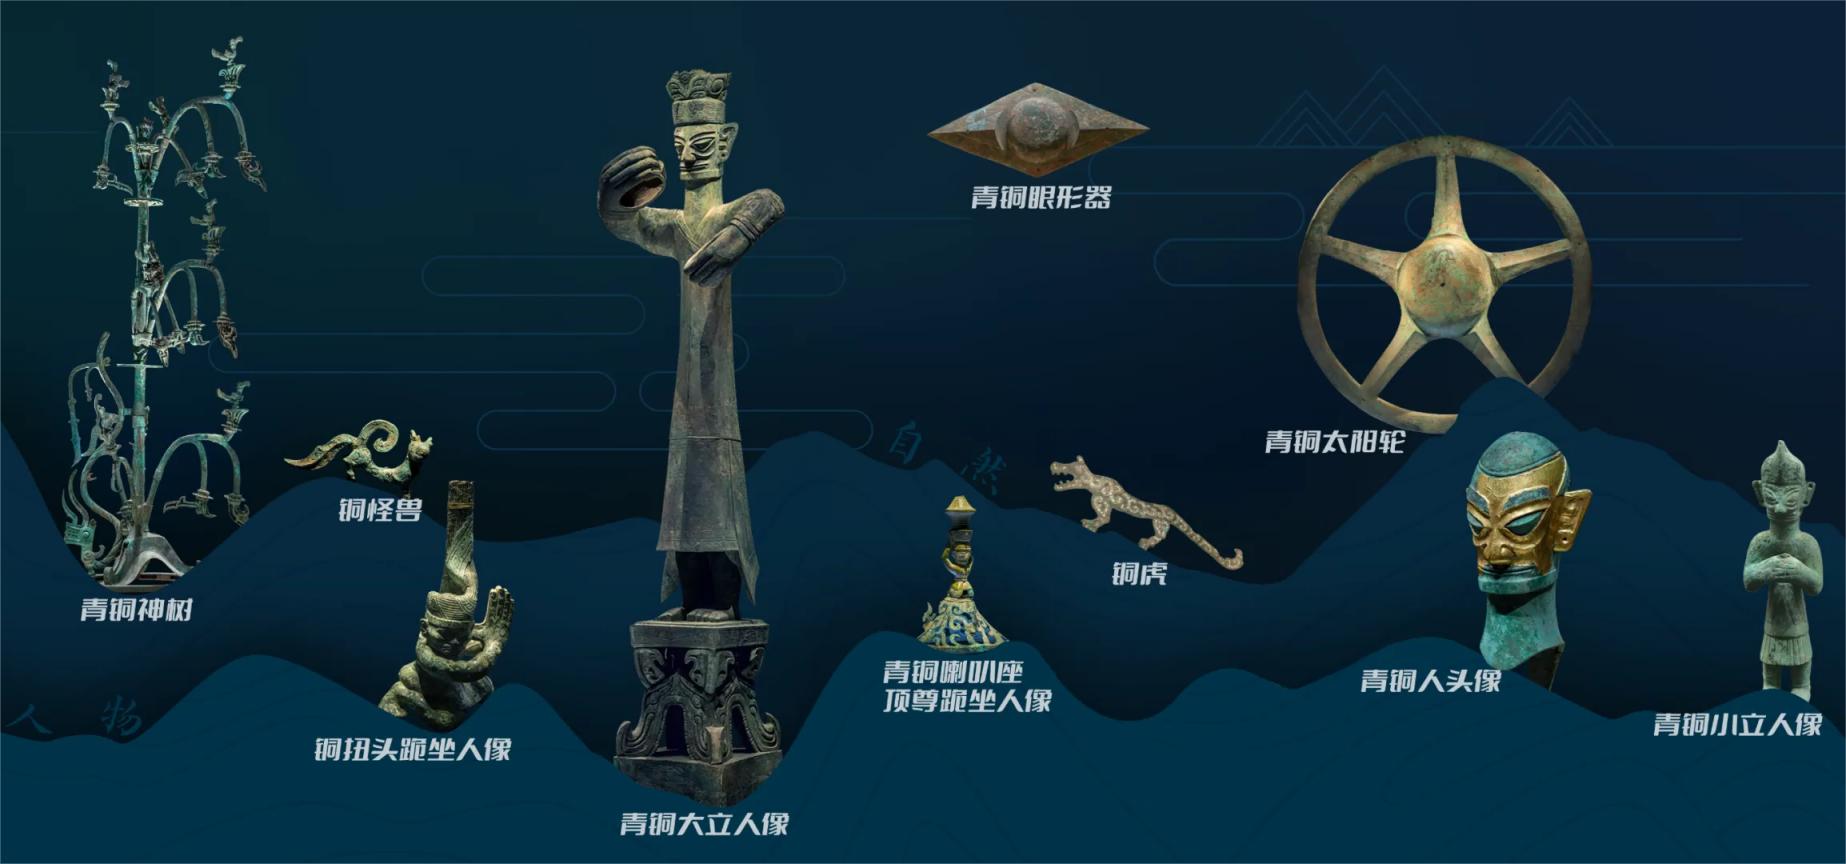 青铜眼形器
青铜太阳轮
自然
铜怪兽
铜虎
青铜神树
青铜喇叭座
顶尊跪坐人像
青铜人头像
人物
青铜小立人像
铜扭头跪坐人像
青铜大立人像